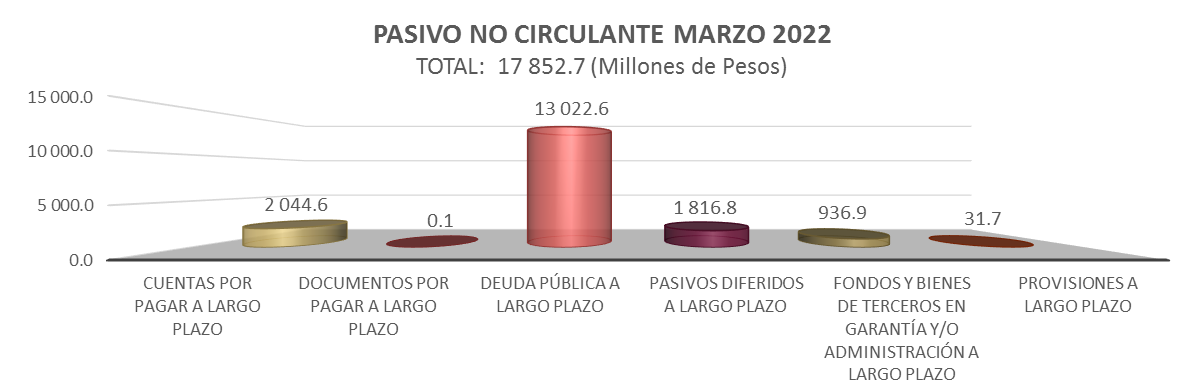 PASIVO NO CIRCULANTE MARZO 2022
TOTAL:  17 852.7 (Millones de Pesos)
15 000.0
10 000.0
5 000.0
0.0
2 044.6
0.1
13 022.6
1 816.8
936.9
31.7
CUENTAS POR
PAGAR A LARGO
PLAZO
DOCUMENTOS POR
PAGAR A LARGO
PLAZO
DEUDA PÚBLICA A
LARGO PLAZO
PASIVOS DIFERIDOS
A LARGO PLAZO
FONDOS Y BIENES
DE TERCEROS EN
GARANTÍA Y/O
ADMINISTRACIÓN A
LARGO PLAZO
PROVISIONES A
LARGO PLAZO